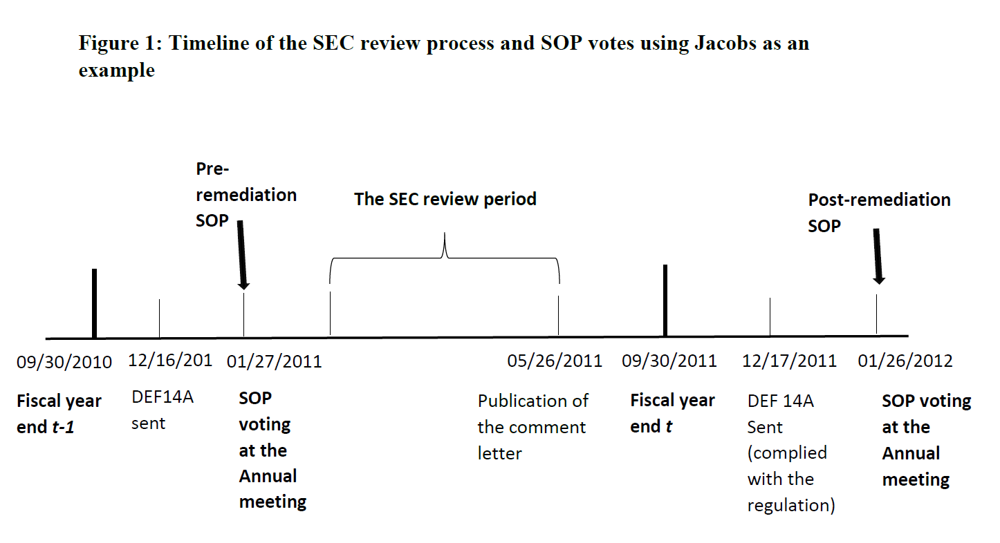 Figure 1: Timeline of the SEC review process and SOP votes using Jacobs as an
example
Pre-
remediation
SOP
The SEC review period
Post-remediation
SOP
09/30/2010
12/16/201
01/27/2011
05/26/2011
09/30/2011
12/17/2011
01/26/2012
Fiscal year
end t-1
DEF14A
sent
SOP
voting
at the
Annual
meeting
Publication of
the comment
letter
Fiscal year
end t
DEF 14A
Sent
(complied
with the
regulation)
SOP voting
at the
Annual
meeting